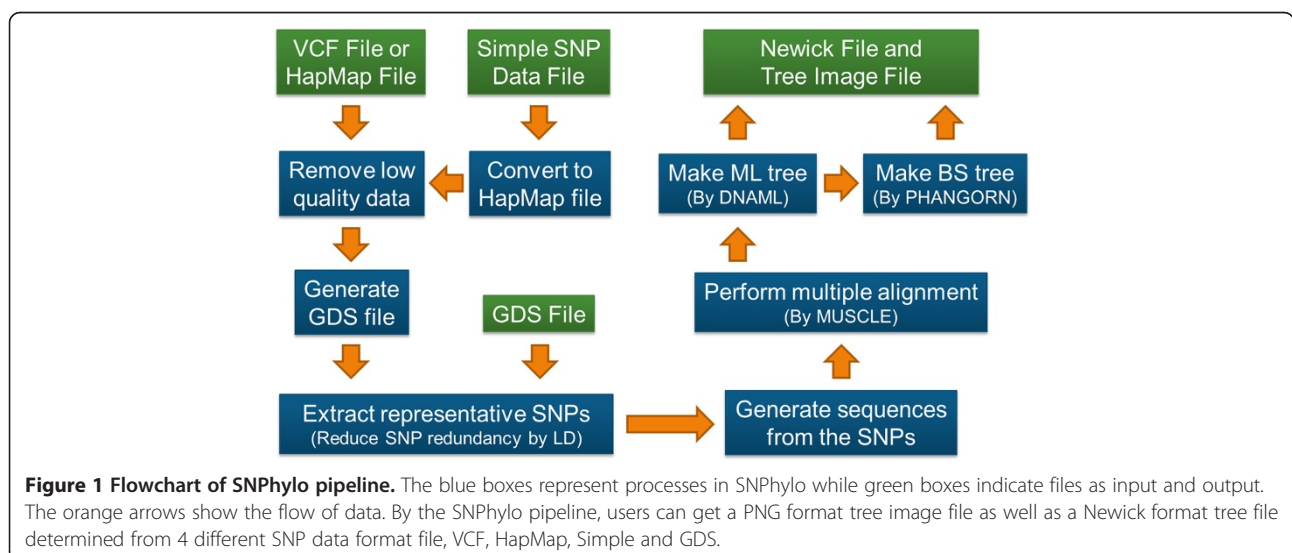 VCF File or
HapMap File
Simple SNP
Data File
Newick File and
Tree Image File
Remove low
quality data
Convert to
HapMap file
Make ML tree
(By DNAML)
Make BS tree
(By PHANGORN)
Generate
GDS file
GDS File
Perform multiple alignment
(By MUSCLE)
Extract representative SNPs
(Reduce SNP redundancy by LD)
Generate sequences
from the SNPs
Figure 1 Flowchart of SNPhylo pipeline. The blue boxes represent processes in SNPhylo while green boxes indicate files as input and output.
The orange arrows show the flow of data. By the SNPhylo pipeline, users can get a PNG format tree image file as well as a Newick format tree file
determined from 4 different SNP data format file, VCF, HapMap, Simple and GDS.